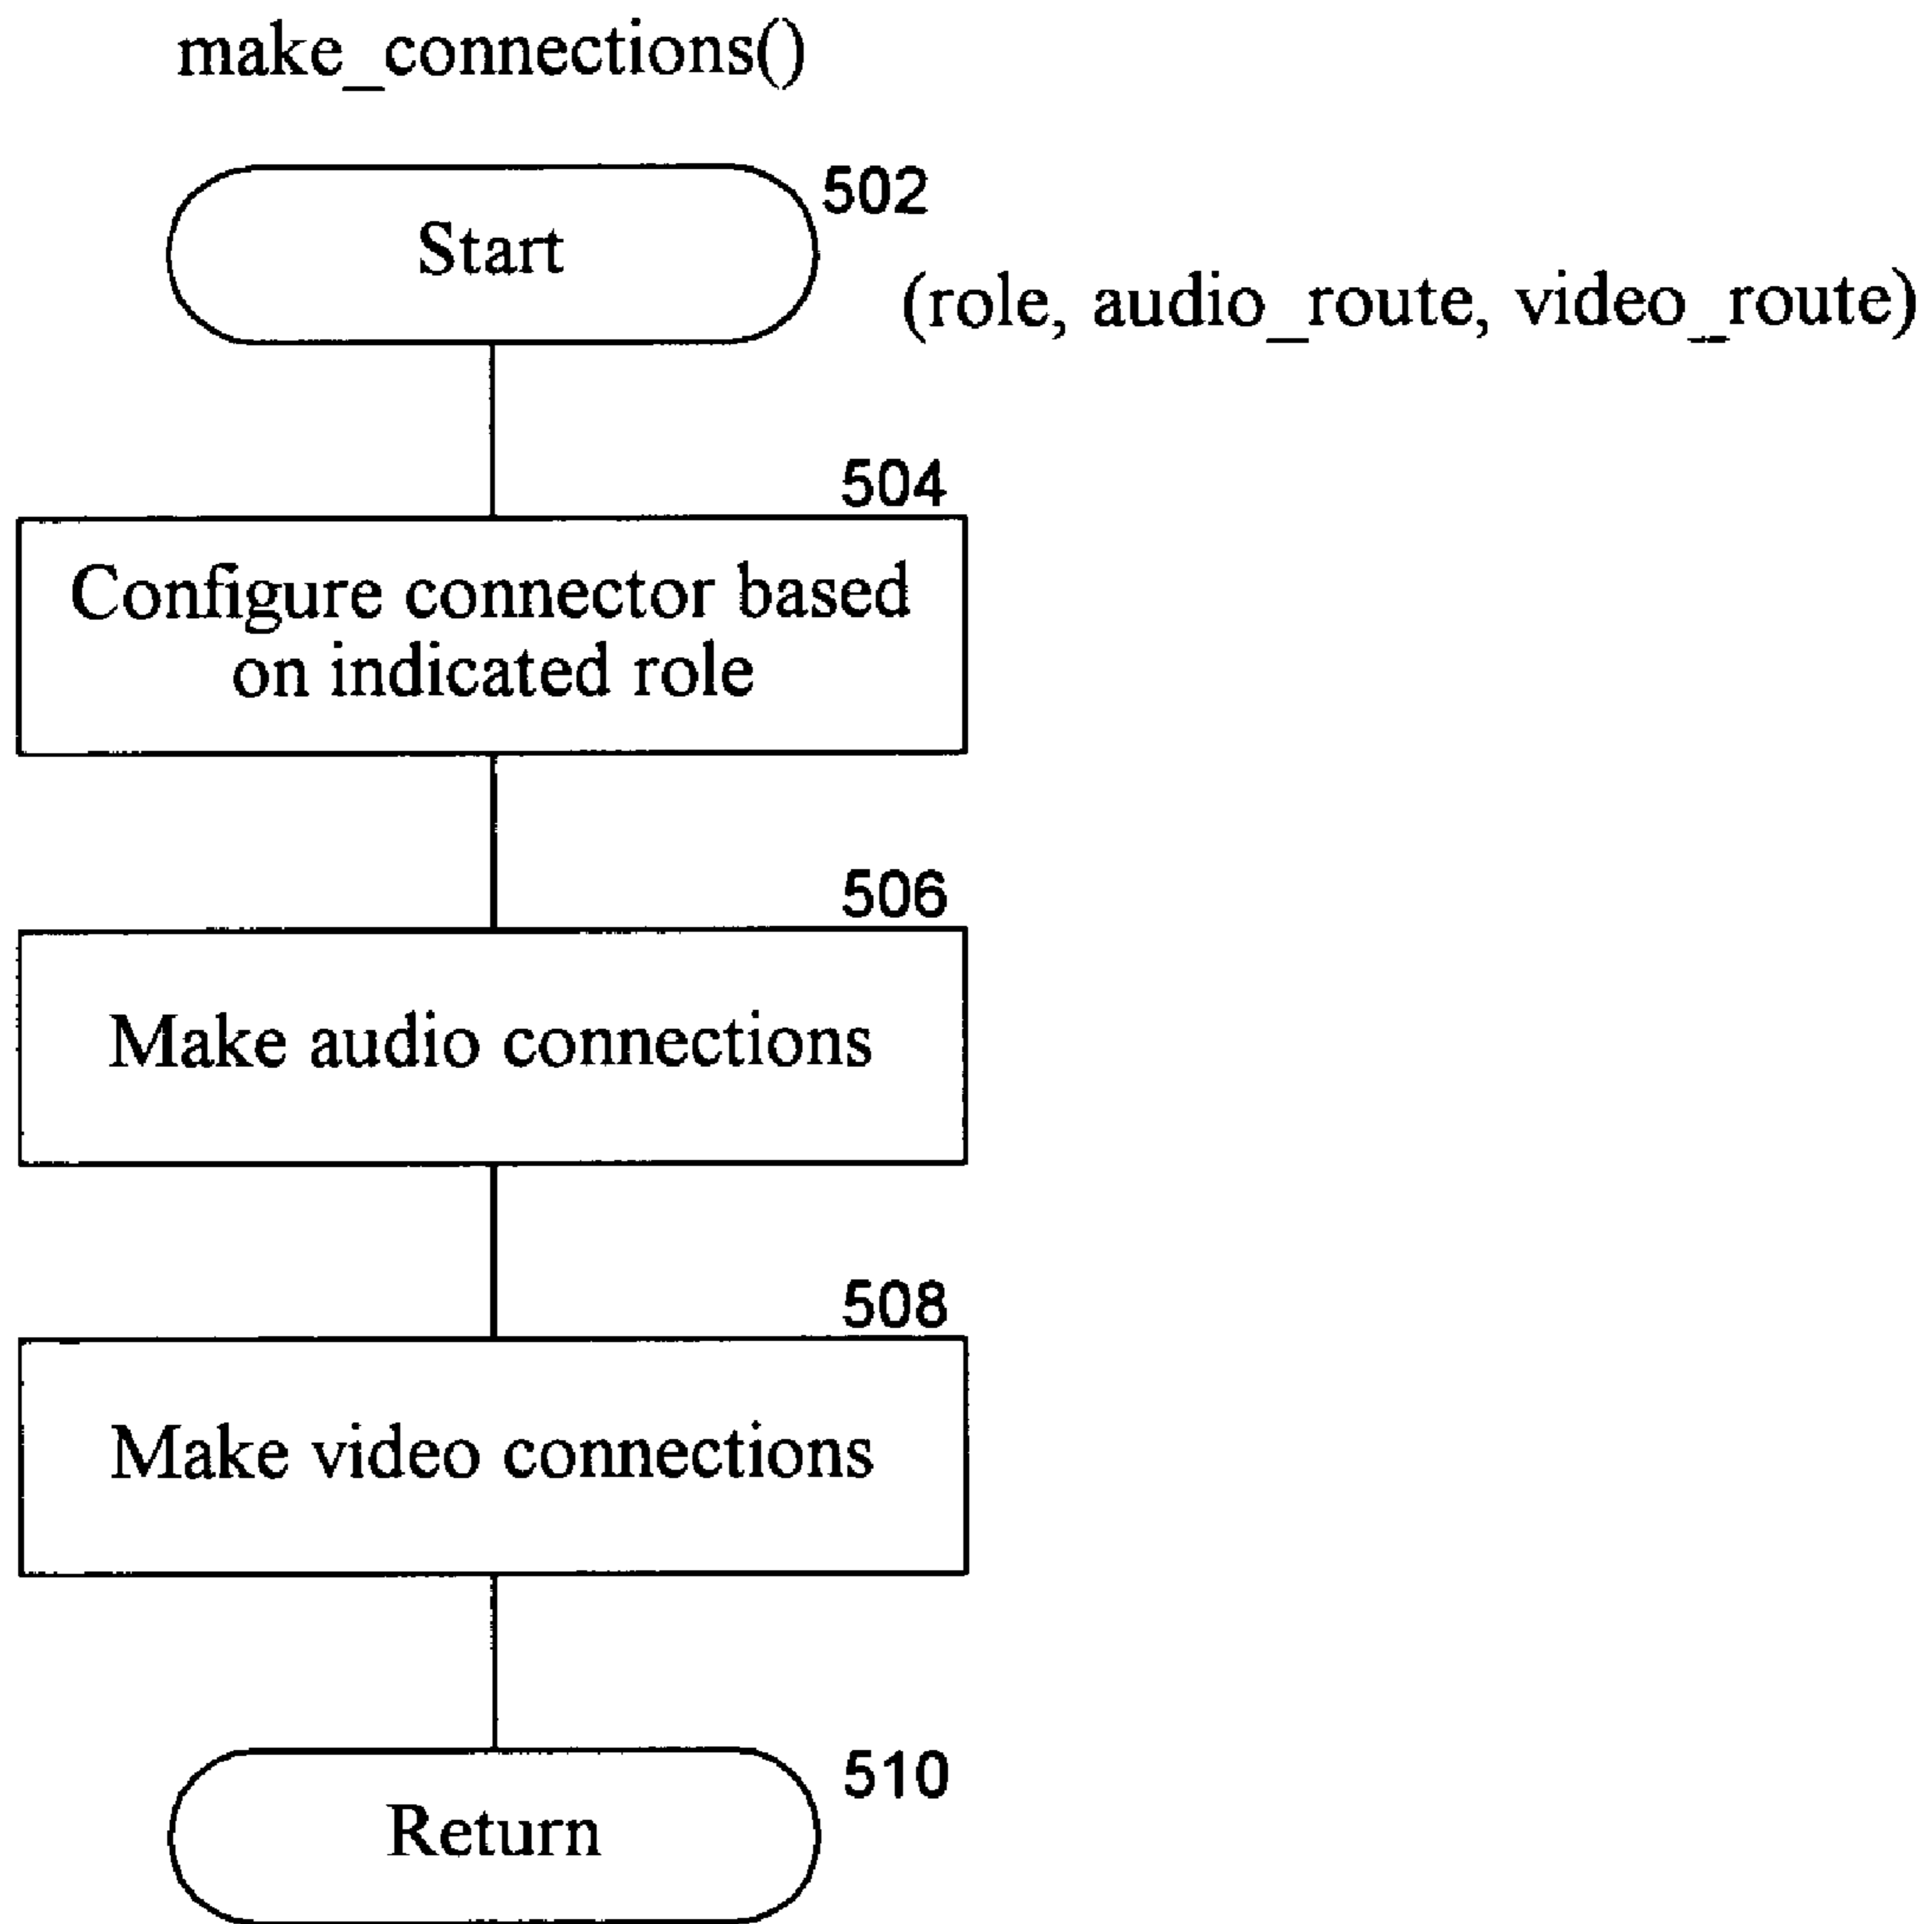 make_connections()
502
Start
(role, audio_route, video_route)
504
Configure connector based
on indicated role
506
Make audio connections
508
Make video connections
510
Return